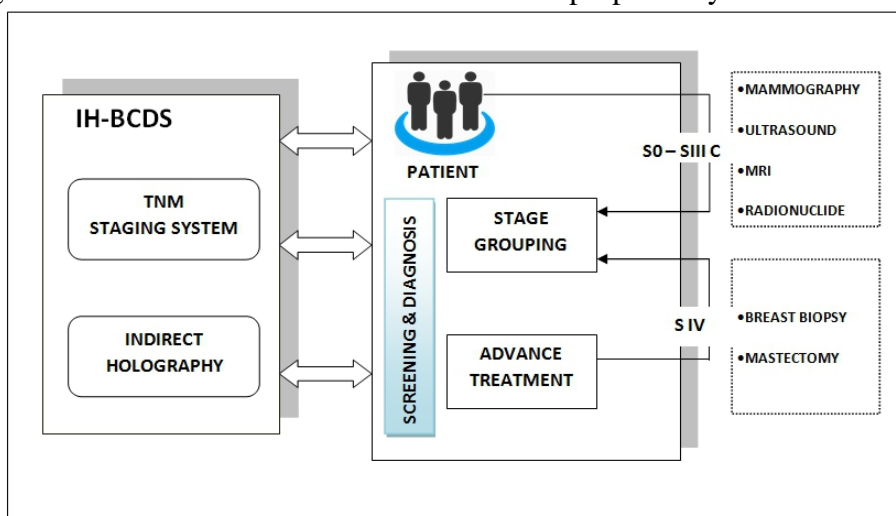 IH-BCDS
TNM
STAGING SYSTEM
INDIRECT
HOLOGRAPHY
PATIENT
SCREENING & DIAGNOSIS
STAGE
GROUPING
ADVANCE
TREATMENT
S0 – SIII C
S IV
•MAMMOGRAPHY
•ULTRASOUND
•MRI
•RADIONUCLIDE
•BREAST BIOPSY
•MASTECTOMY